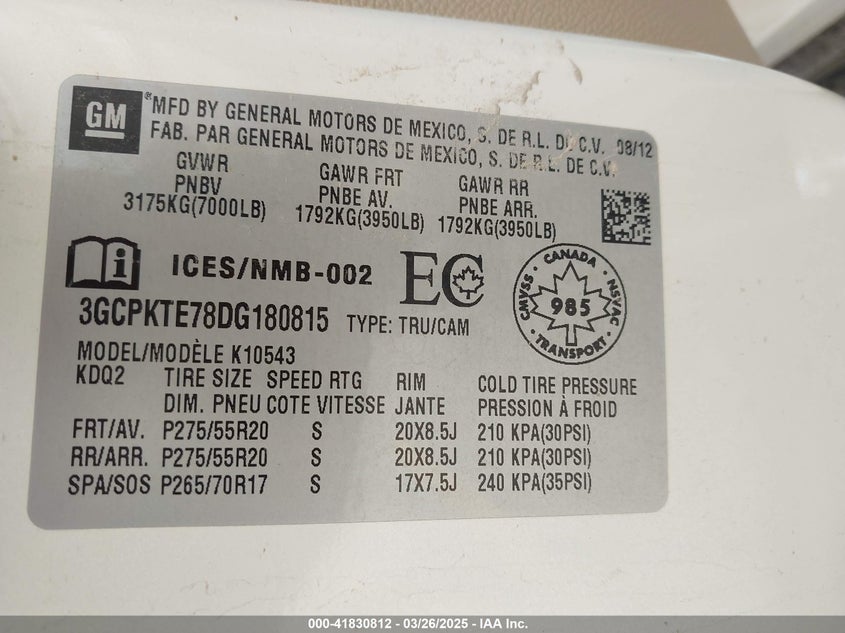 GM
®MFD BY GENERAL MOTORS DE MEXICO, S. DE R.L. DE C.V. 08/12
FAB. PAR GENERAL MOTORS DE MEXICO, S. DE R.L. DE C.V.
GVWR GAWR FRT GAWR RR
PNBV PNBE AV. PNBE ARR.
3175KG(7000LB) 1792KG(3950LB) 1792KG(3950LB)
i ICES/NMB-002 EC
CANADA
CMVSS 985 NSVAC
TRANSPORT
3GCPKTE78DG180815 TYPE: TRU/CAM
MODEL/MODÈLE K10543
KDQ2 TIRE SIZE SPEED RTG RIM COLD TIRE PRESSURE
DIM. PNEU COTE VITESSE JANTE PRESSION À FROID
FRT/AV. P275/55R20 S 20X8.5J 210 KPA(30PSI)
RR/ARR. P275/55R20 S 20X8.5J 210 KPA(30PSI)
SPA/SOS P265/70R17 S 17X7.5J 240 KPA(35PSI)
000-41830812 - 03/26/2025 - IAA Inc.